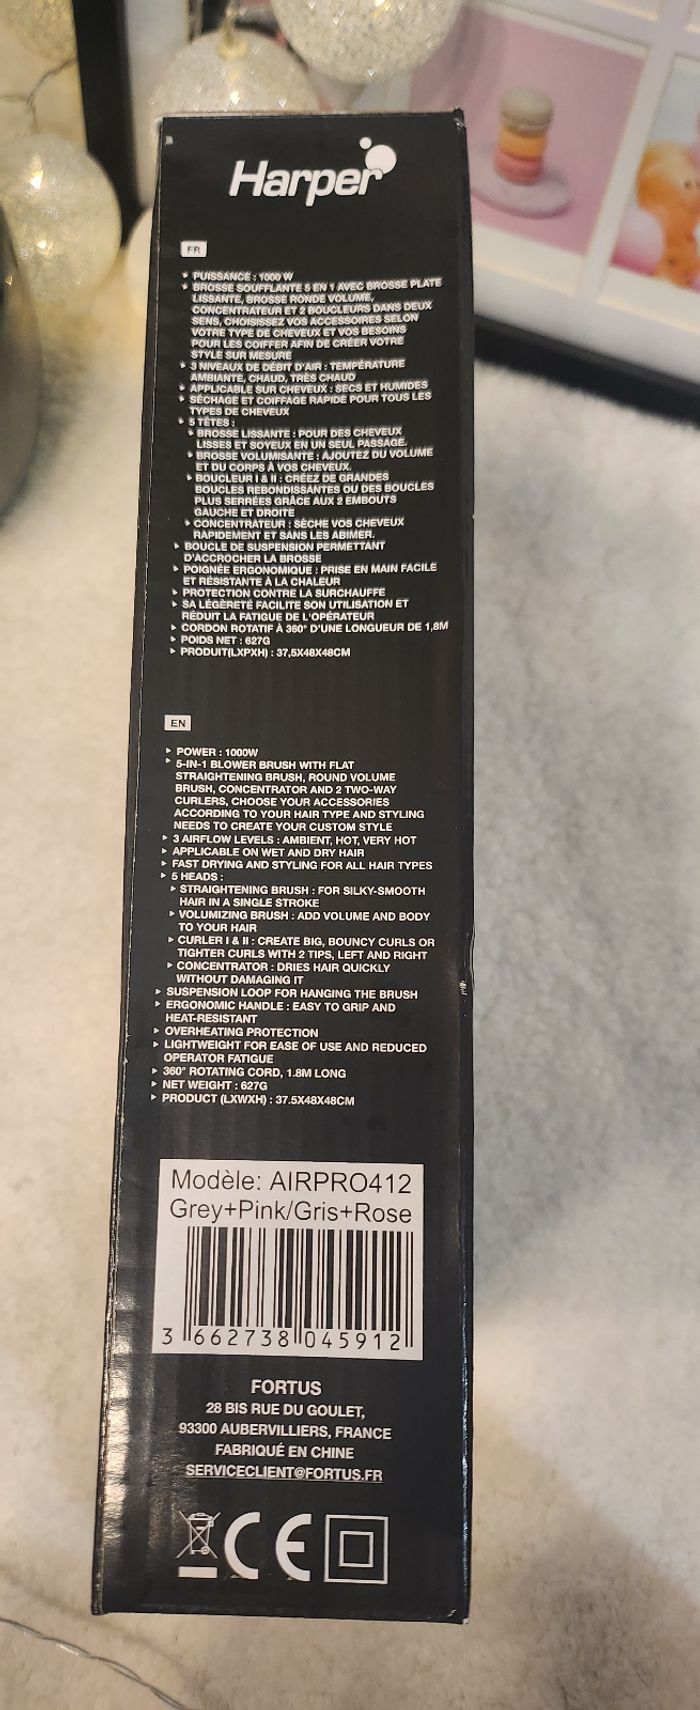 Harper
FR
▸ PUISSANCE : 1000 W
▸ BROSSE SOUFFLANTE 5 EN 1 AVEC BROSSE PLATE
LISSANTE, BROSSE RONDE VOLUME,
CONCENTRATEUR ET 2 BOUCLEURS DANS DEUX
SENS, CHOISISSEZ VOS ACCESSOIRES SELON
VOTRE TYPE DE CHEVEUX ET VOS BESOINS
POUR LES COIFFER AFIN DE CRÉER VOTRE
STYLE SUR MESURE
▸ 3 NIVEAUX DE DÉBIT D'AIR : TEMPÉRATURE
AMBIANTE, CHAUD, TRÈS CHAUD
▸ APPLICABLE SUR CHEVEUX : SECS ET HUMIDES
▸ SÉCHAGE ET COIFFAGE RAPIDE POUR TOUS LES
TYPES DE CHEVEUX
▸ 5 TÊTES :
▸ BROSSE LISSANTE : POUR DES CHEVEUX
LISSES ET SOYEUX EN UN SEUL PASSAGE.
▸ BROSSE VOLUMISANTE : AJOUTEZ DU VOLUME
ET DU CORPS À VOS CHEVEUX.
▸ BOUCLEUR I & II : CRÉEZ DE GRANDES
BOUCLES REBONDISSANTES OU DES BOUCLES
PLUS SERRÉES GRÂCE AUX 2 EMBOUTS
GAUCHE ET DROITE
▸ CONCENTRATEUR : SÈCHE VOS CHEVEUX
RAPIDEMENT ET SANS LES ABIMER.
▸ BOUCLE DE SUSPENSION PERMETTANT
D'ACCROCHER LA BROSSE
▸ POIGNÉE ERGONOMIQUE : PRISE EN MAIN FACILE
ET RÉSISTANTE À LA CHALEUR
▸ PROTECTION CONTRE LA SURCHAUFFE
▸ SA LÉGÈRETÉ FACILITE SON UTILISATION ET
RÉDUIT LA FATIGUE DE L'OPÉRATEUR
▸ CORDON ROTATIF À 360° D'UNE LONGUEUR DE 1,8M
▸ POIDS NET : 627G
▸ PRODUIT(LXPXH) : 37,5X48X48CM
EN
▸ POWER : 1000W
▸ 5-IN-1 BLOWER BRUSH WITH FLAT
STRAIGHTENING BRUSH, ROUND VOLUME
BRUSH, CONCENTRATOR AND 2 TWO-WAY
CURLERS, CHOOSE YOUR ACCESSORIES
ACCORDING TO YOUR HAIR TYPE AND STYLING
NEEDS TO CREATE YOUR CUSTOM STYLE
▸ 3 AIRFLOW LEVELS : AMBIENT, HOT, VERY HOT
▸ APPLICABLE ON WET AND DRY HAIR
▸ FAST DRYING AND STYLING FOR ALL HAIR TYPES
▸ 5 HEADS :
▸ STRAIGHTENING BRUSH : FOR SILKY-SMOOTH
HAIR IN A SINGLE STROKE
▸ VOLUMIZING BRUSH : ADD VOLUME AND BODY
TO YOUR HAIR
▸ CURLER I & II : CREATE BIG, BOUNCY CURLS OR
TIGHTER CURLS WITH 2 TIPS, LEFT AND RIGHT
▸ CONCENTRATOR : DRIES HAIR QUICKLY
WITHOUT DAMAGING IT
▸ SUSPENSION LOOP FOR HANGING THE BRUSH
▸ ERGONOMIC HANDLE : EASY TO GRIP AND
HEAT-RESISTANT
▸ OVERHEATING PROTECTION
▸ LIGHTWEIGHT FOR EASE OF USE AND REDUCED
OPERATOR FATIGUE
▸ 360° ROTATING CORD, 1.8M LONG
▸ NET WEIGHT : 627G
▸ PRODUCT (LXWXH) : 37.5X48X48CM
Modèle: AIRPRO412
Grey+Pink/Gris+Rose
3 662738 045912
FORTUS
28 BIS RUE DU GOULET,
93300 AUBERVILLIERS, FRANCE
FABRIQUÉ EN CHINE
SERVICECLIENT@FORTUS.FR
CE